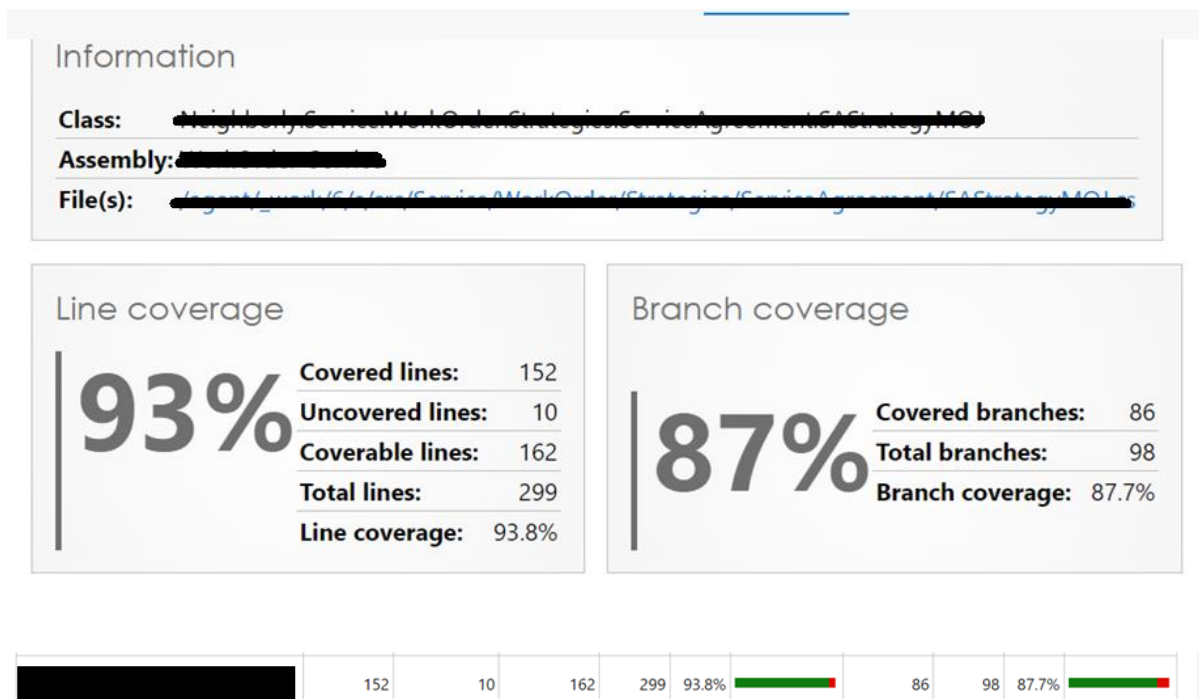 Information
Class:
Assembly:
File(s):
Line coverage
93%
Covered lines: 152
Uncovered lines: 10
Coverable lines: 162
Total lines: 299
Line coverage: 93.8%
Branch coverage
87%
Covered branches: 86
Total branches: 98
Branch coverage: 87.7%
152 10 162 299 93.8% 86 98 87.7%